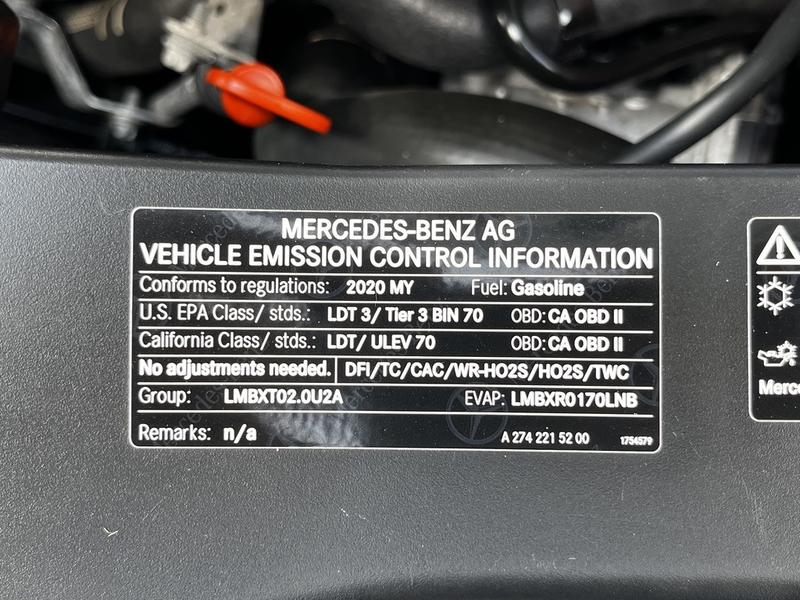 MERCEDES-BENZ AG
VEHICLE EMISSION CONTROL INFORMATION
Conforms to regulations: 2020 MY Fuel: Gasoline
U.S. EPA Class/ stds.: LDT 3/ Tier 3 BIN 70 OBD: CA OBD II
California Class/ stds.: LDT/ ULEV 70 OBD: CA OBD II
No adjustments needed. DFI/TC/CAC/WR-HO2S/HO2S/TWC
Group: LMBXT02.0U2A EVAP: LMBXR0170LNB
Remarks: n/a A 274 221 52 00 1754579